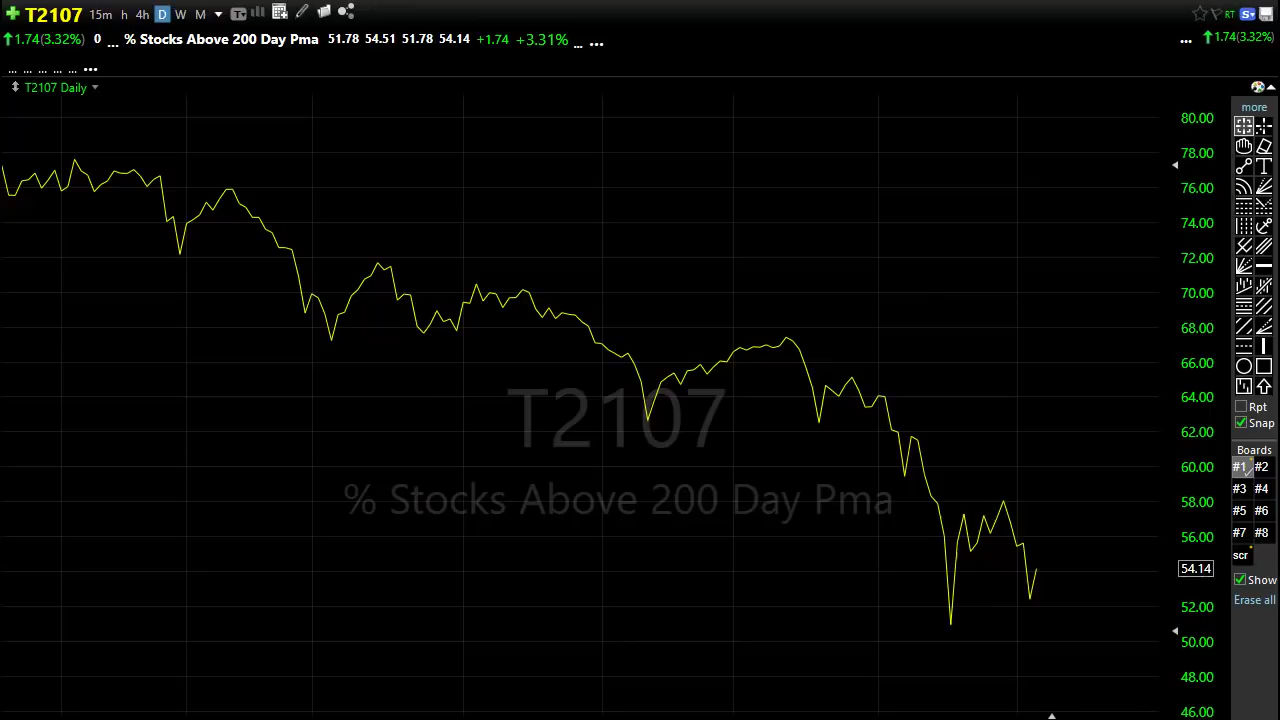 T2107 15m h 4h D W M T RT S
1.74(3.32%) 0 ... % Stocks Above 200 Day Pma 51.78 54.51 51.78 54.14 +1.74 +3.31% ... ... ... 1.74(3.32%)
... ... ... ... ... ...
T2107 Daily
more
80.00
78.00
76.00
74.00
72.00
70.00
68.00
66.00
64.00
62.00
60.00
58.00
56.00
54.14
52.00
50.00
48.00
46.00
T2107
% Stocks Above 200 Day Pma
T
Rpt
Snap
Boards
#1 #2
#3 #4
#5 #6
#7 #8
scr
Show
Erase all